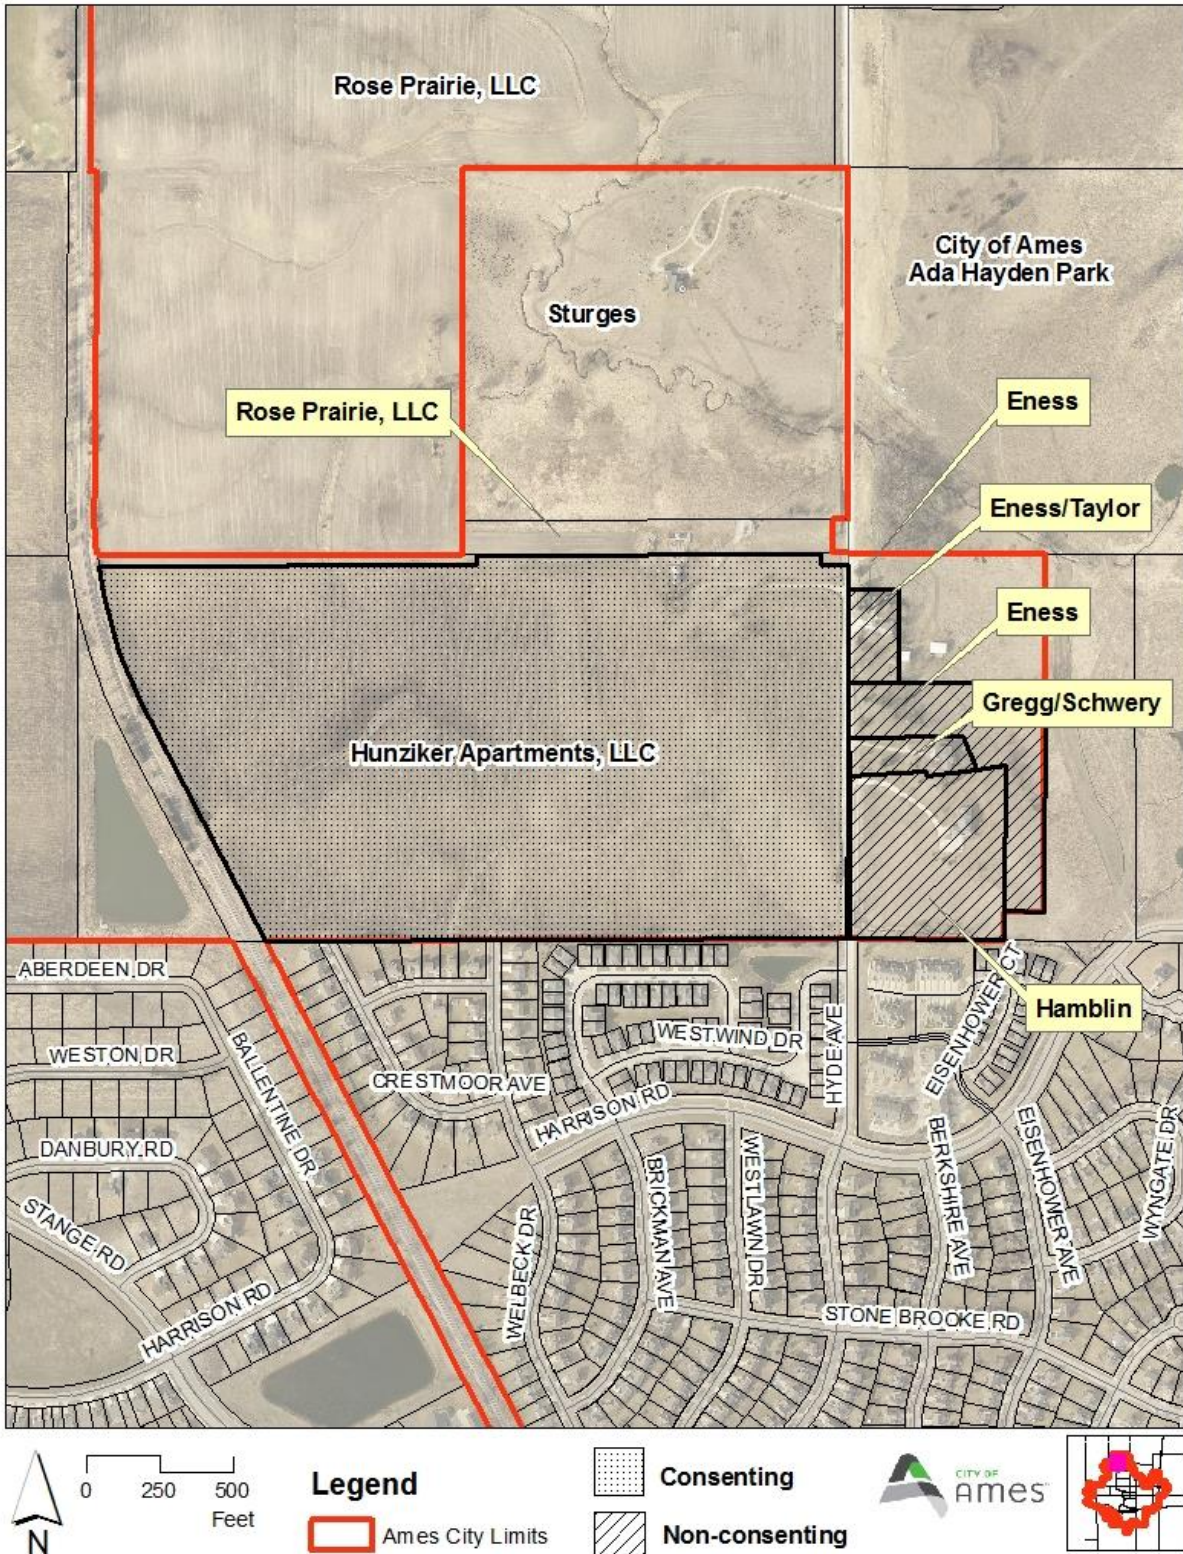 Rose Prairie, LLC
City of Ames
Ada Hayden Park
Sturges
Rose Prairie, LLC
Eness
Eness/Taylor
Eness
Gregg/Schwery
Hunziker Apartments, LLC
Hamblin
ABERDEEN DR
WESTON DR
DANBURY RD
STANGE RD
HARRISON RD
BALLENTINE DR
CRESTMOOR AVE
WESTWIND DR
HARRISON RD
HYDE AVE
EISENHOWER CT
WELBECK DR
BRICKMAN AVE
WESTLAWN DR
BERKSHIRE AVE
EISENHOWER AVE
WYNGATE DR
STONE BROOKE RD
N
0 250 500
Feet
Legend
Ames City Limits
Consenting
Non-consenting
CITY OF
Ames